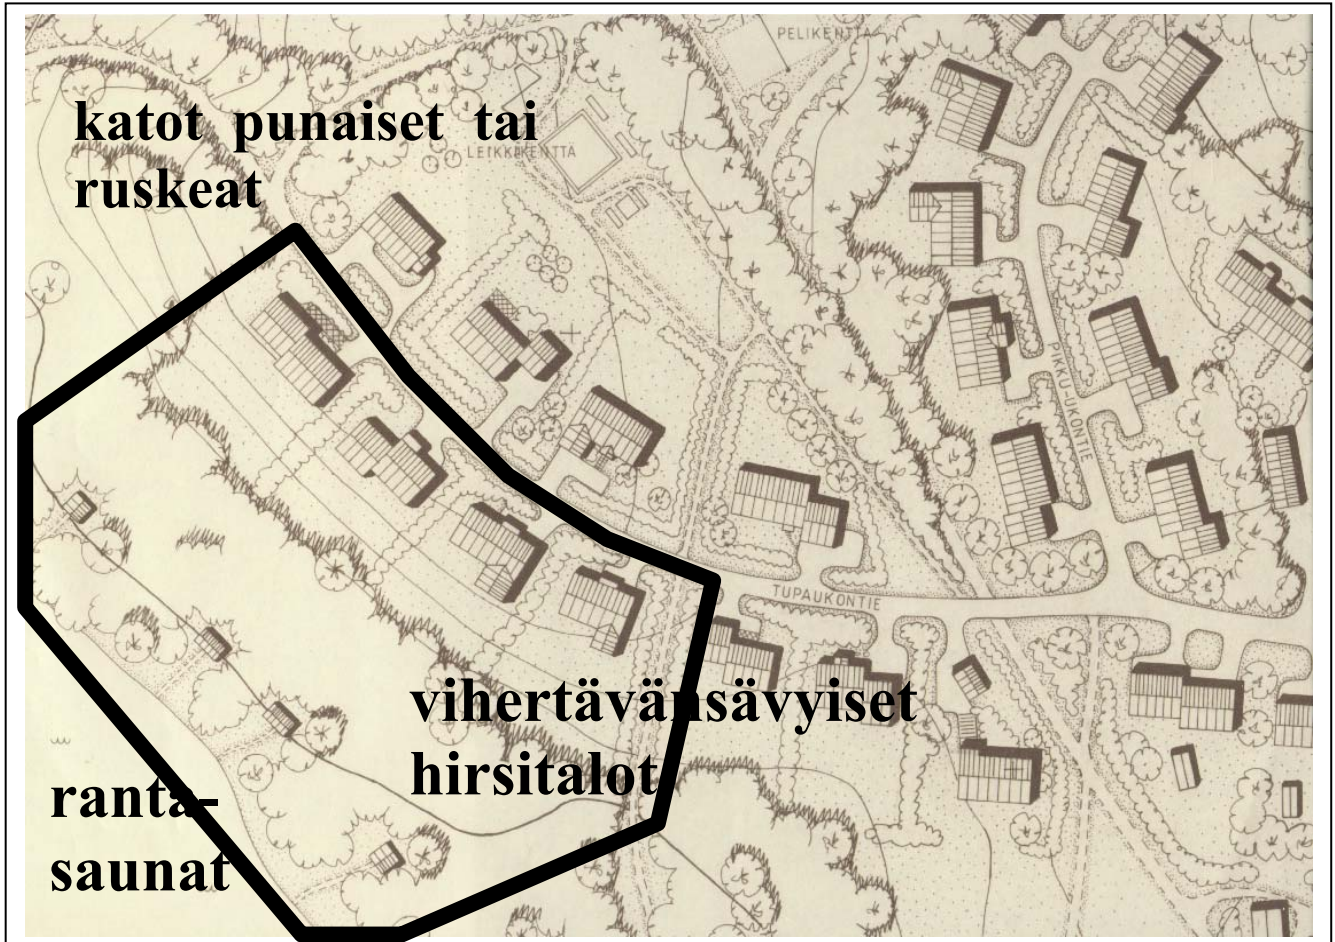 PELIKENTTÄ
katot punaiset tai
LEIKKIKENTTÄ
ruskeat
PIKKU-UKONTIE
TUPAUKONTIE
vihertävänsävyiset
hirsitalot
ranta-
saunat